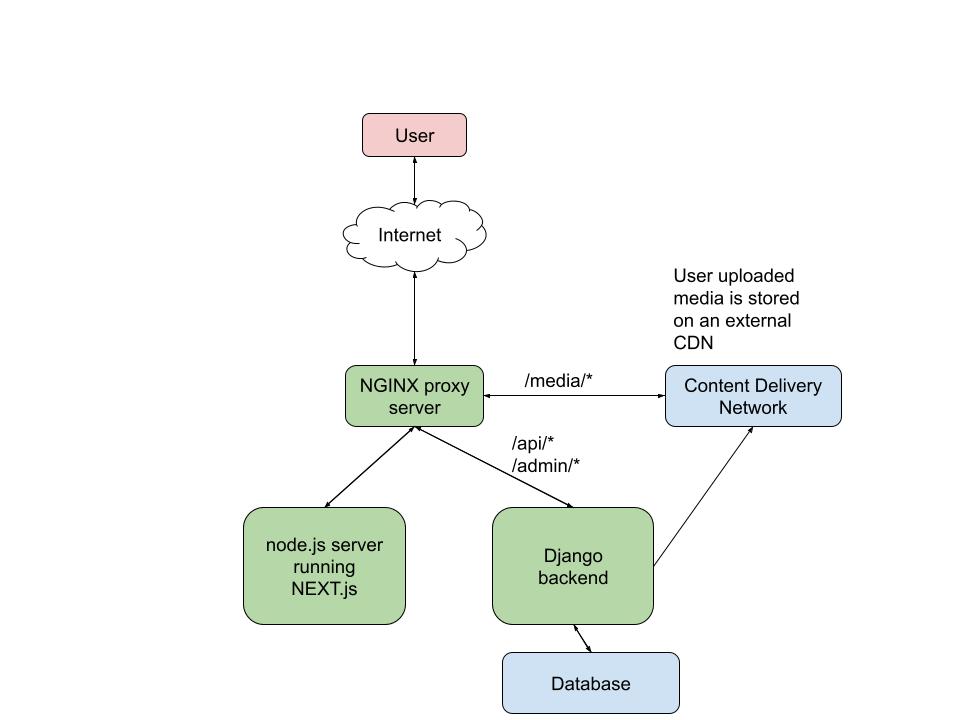 User
Internet
User uploaded
media is stored
on an external
CDN
NGINX proxy
server
/media/*
Content Delivery
Network
/api/*
/admin/*
node.js server
running
NEXT.js
Django
backend
Database